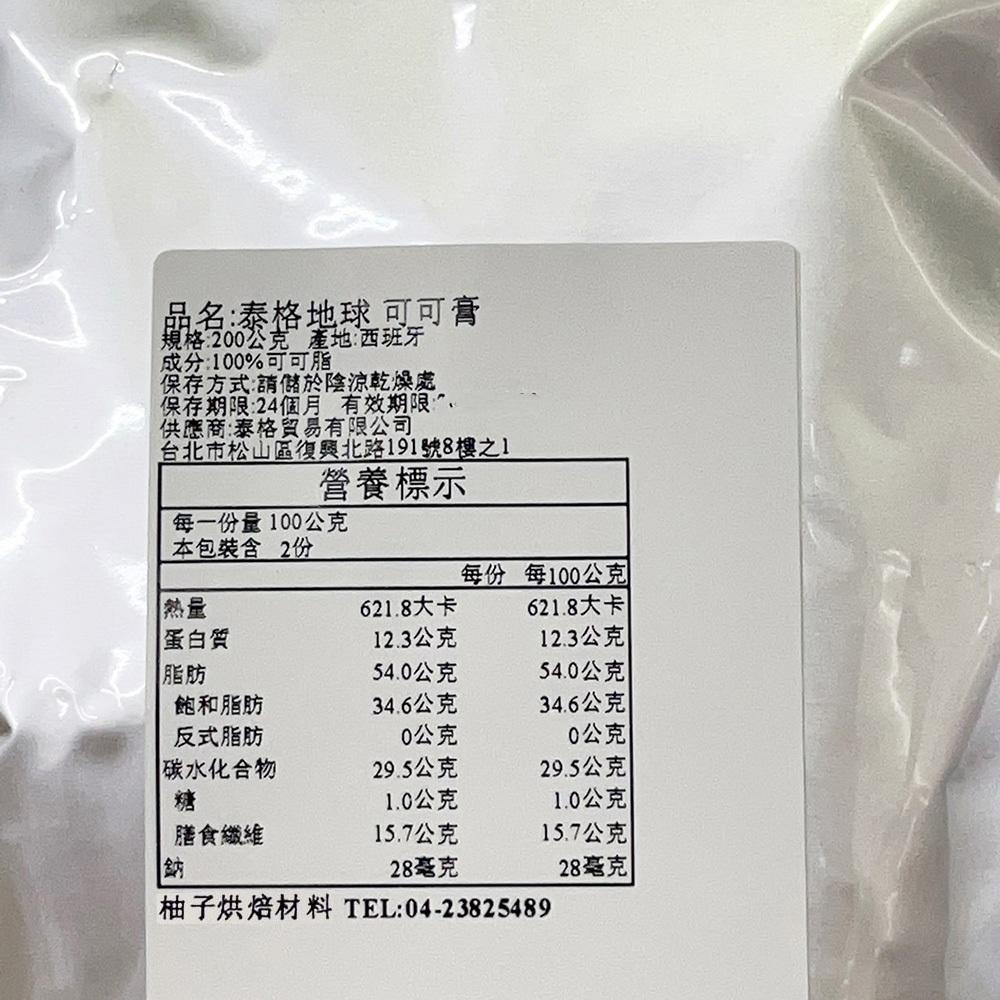 品名:泰格地球 可可膏
規格:200公克 產地:西班牙
成分:100%可可脂
保存方式:請儲於陰涼乾燥處
保存期限:24個月 有效期限:
供應商:泰格貿易有限公司
台北市松山區復興北路191號8樓之1
營養標示
每一份量 100公克
本包裝含 2份
每份 每100公克
熱量 621.8大卡 621.8大卡
蛋白質 12.3公克 12.3公克
脂肪 54.0公克 54.0公克
飽和脂肪 34.6公克 34.6公克
反式脂肪 0公克 0公克
碳水化合物 29.5公克 29.5公克
糖 1.0公克 1.0公克
膳食纖維 15.7公克 15.7公克
鈉 28毫克 28毫克
柚子烘焙材料 TEL:04-23825489